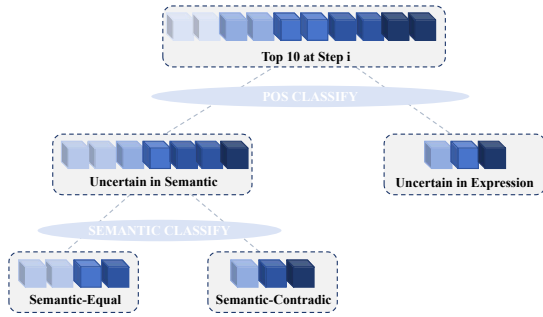 Top 10 at Step i
POS CLASSIFY
Uncertain in Semantic
Uncertain in Expression
SEMANTIC CLASSIFY
Semantic-Equal
Semantic-Contradic